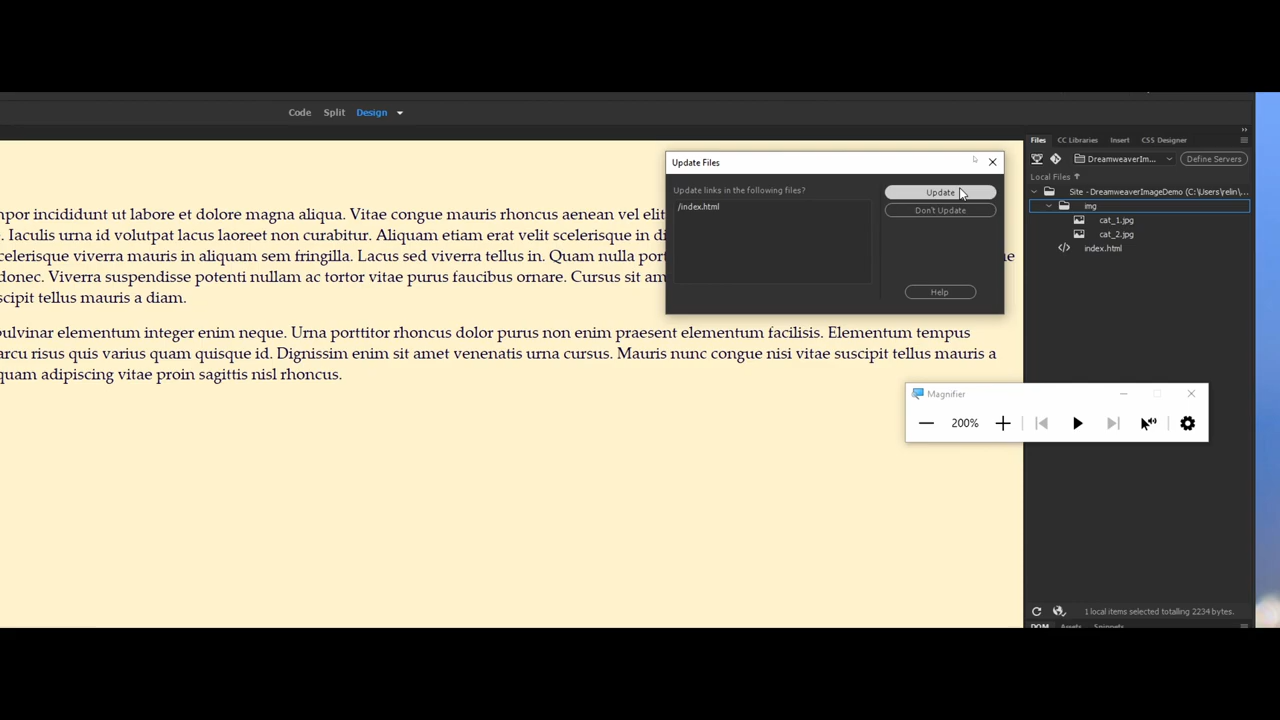 Code Split Design
Files CC Libraries Insert CSS Designer
DreamweaverIm... Define Servers
Local Files
Site - DreamweaverImageDemo (C:\Users\relin\...
img
cat_1.jpg
cat_2.jpg
index.html
Update Files
Update links in the following files?
/index.html
Update
Don't Update
Help
mpor incididunt ut labore et dolore magna aliqua. Vitae congue mauris rhoncus aenean vel elit
. Iaculis urna id volutpat lacus laoreet non curabitur. Aliquam etiam erat velit scelerisque in di
celerisque viverra mauris in aliquam sem fringilla. Lacus sed viverra tellus in. Quam nulla port
donec. Viverra suspendisse potenti nullam ac tortor vitae purus faucibus ornare. Cursus sit am
scipit tellus mauris a diam.
pulvinar elementum integer enim neque. Urna porttitor rhoncus dolor purus non enim praesent elementum facilisis. Elementum tempus
arcu risus quis varius quam quisque id. Dignissim enim sit amet venenatis urna cursus. Mauris nunc congue nisi vitae suscipit tellus mauris a
quam adipiscing vitae proin sagittis nisl rhoncus.
Magnifier
200%
1 local items selected totalling 2234 bytes.
DOM Assets Snippets